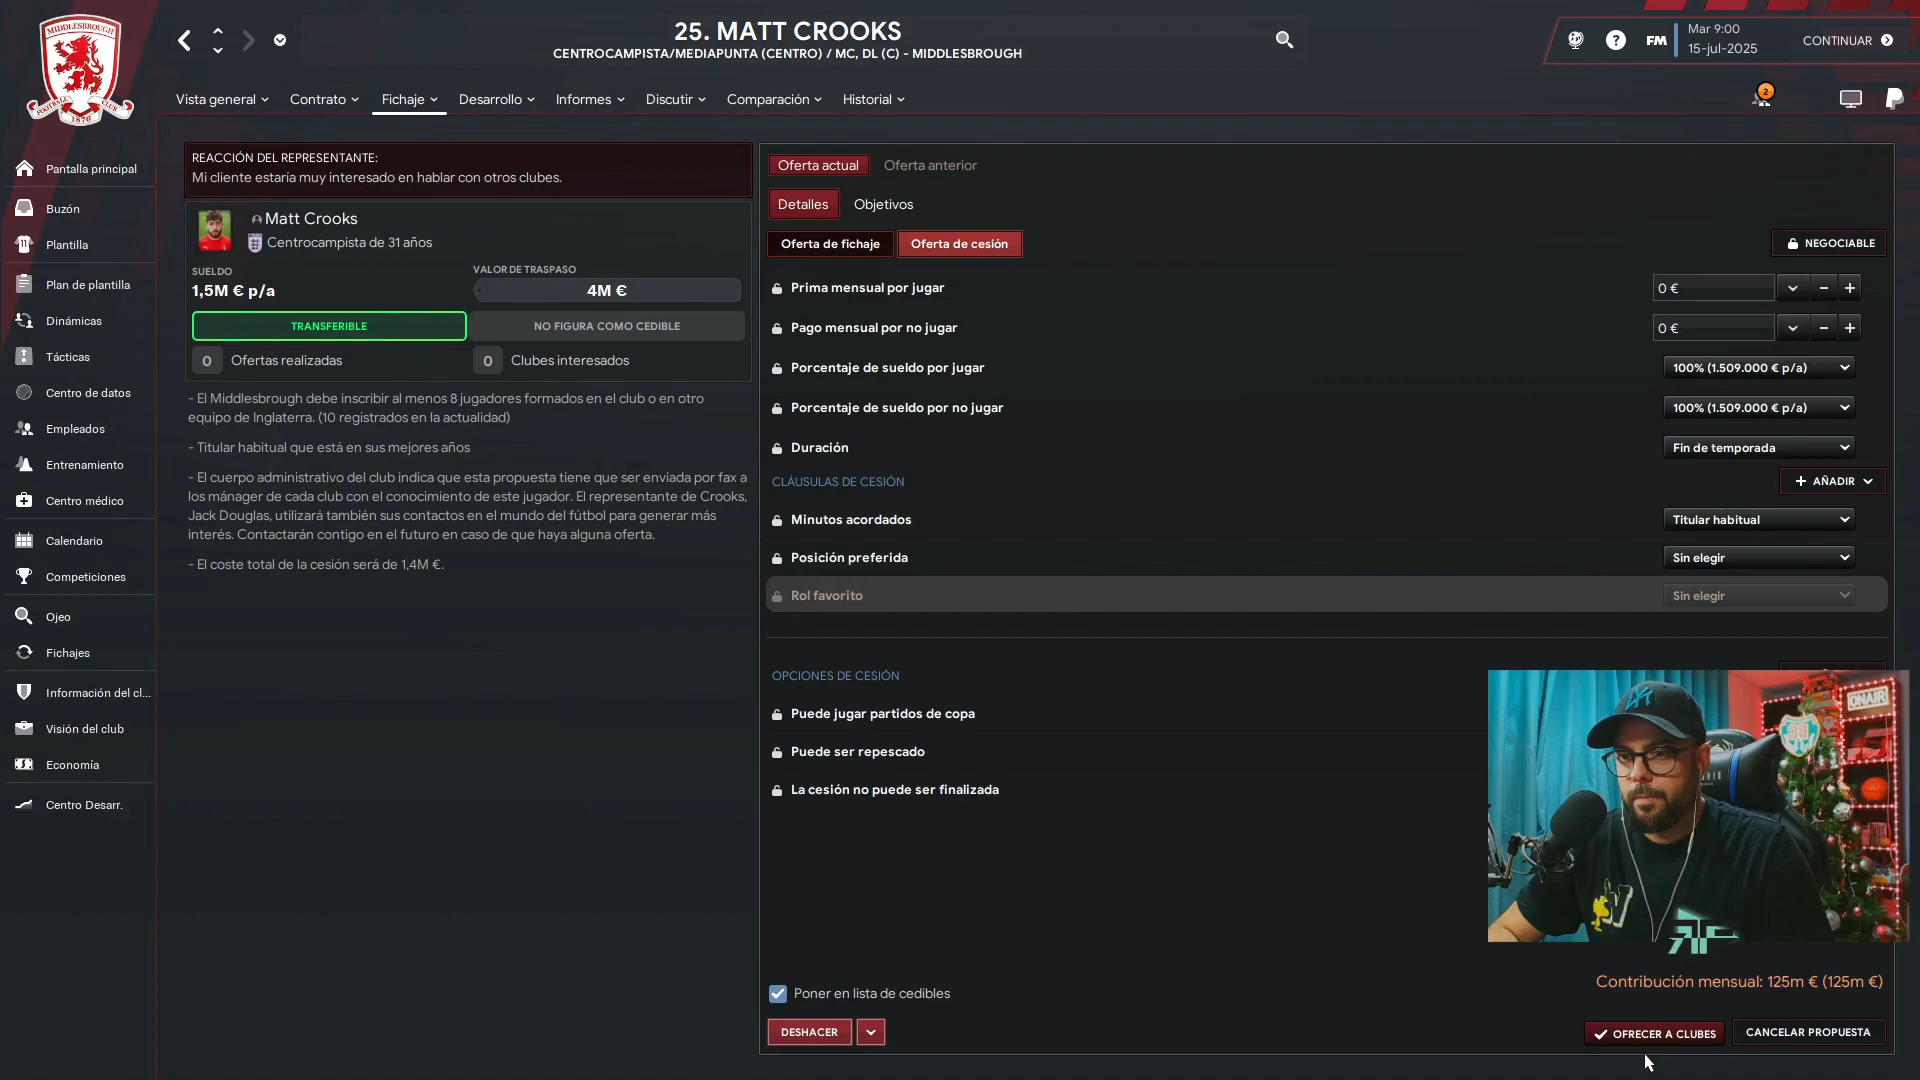 MIDDLESBROUGH
FOOTBALL CLUB
1876
25. MATT CROOKS
CENTROCAMPISTA/MEDIAPUNTA (CENTRO) / MC, DL (C) - MIDDLESBROUGH
FM
Mar 9:00
15-jul-2025
CONTINUAR
Vista general
Contrato
Fichaje
Desarrollo
Informes
Discutir
Comparación
Historial
2
Pantalla principal
Buzón
Plantilla
Plan de plantilla
Dinámicas
Tácticas
Centro de datos
Empleados
Entrenamiento
Centro médico
Calendario
Competiciones
Ojeo
Fichajes
Información del cl...
Visión del club
Economía
Centro Desarr.
REACCIÓN DEL REPRESENTANTE:
Mi cliente estaría muy interesado en hablar con otros clubes.
Matt Crooks
Centrocampista de 31 años
SUELDO
1,5M € p/a
VALOR DE TRASPASO
4M €
TRANSFERIBLE
NO FIGURA COMO CEDIBLE
0 Ofertas realizadas
0 Clubes interesados
- El Middlesbrough debe inscribir al menos 8 jugadores formados en el club o en otro
equipo de Inglaterra. (10 registrados en la actualidad)
- Titular habitual que está en sus mejores años
- El cuerpo administrativo del club indica que esta propuesta tiene que ser enviada por fax a
los mánager de cada club con el conocimiento de este jugador. El representante de Crooks,
Jack Douglas, utilizará también sus contactos en el mundo del fútbol para generar más
interés. Contactarán contigo en el futuro en caso de que haya alguna oferta.
- El coste total de la cesión será de 1,4M €.
Oferta actual
Oferta anterior
Detalles
Objetivos
Oferta de fichaje
Oferta de cesión
NEGOCIABLE
Prima mensual por jugar
0 €
Pago mensual por no jugar
0 €
Porcentaje de sueldo por jugar
100% (1.509.000 € p/a)
Porcentaje de sueldo por no jugar
100% (1.509.000 € p/a)
Duración
Fin de temporada
CLÁUSULAS DE CESIÓN
AÑADIR
Minutos acordados
Titular habitual
Posición preferida
Sin elegir
Rol favorito
Sin elegir
OPCIONES DE CESIÓN
Puede jugar partidos de copa
Puede ser repescado
La cesión no puede ser finalizada
ON AIR
Contribución mensual: 125m € (125m €)
Poner en lista de cedibles
DESHACER
OFRECER A CLUBES
CANCELAR PROPUESTA